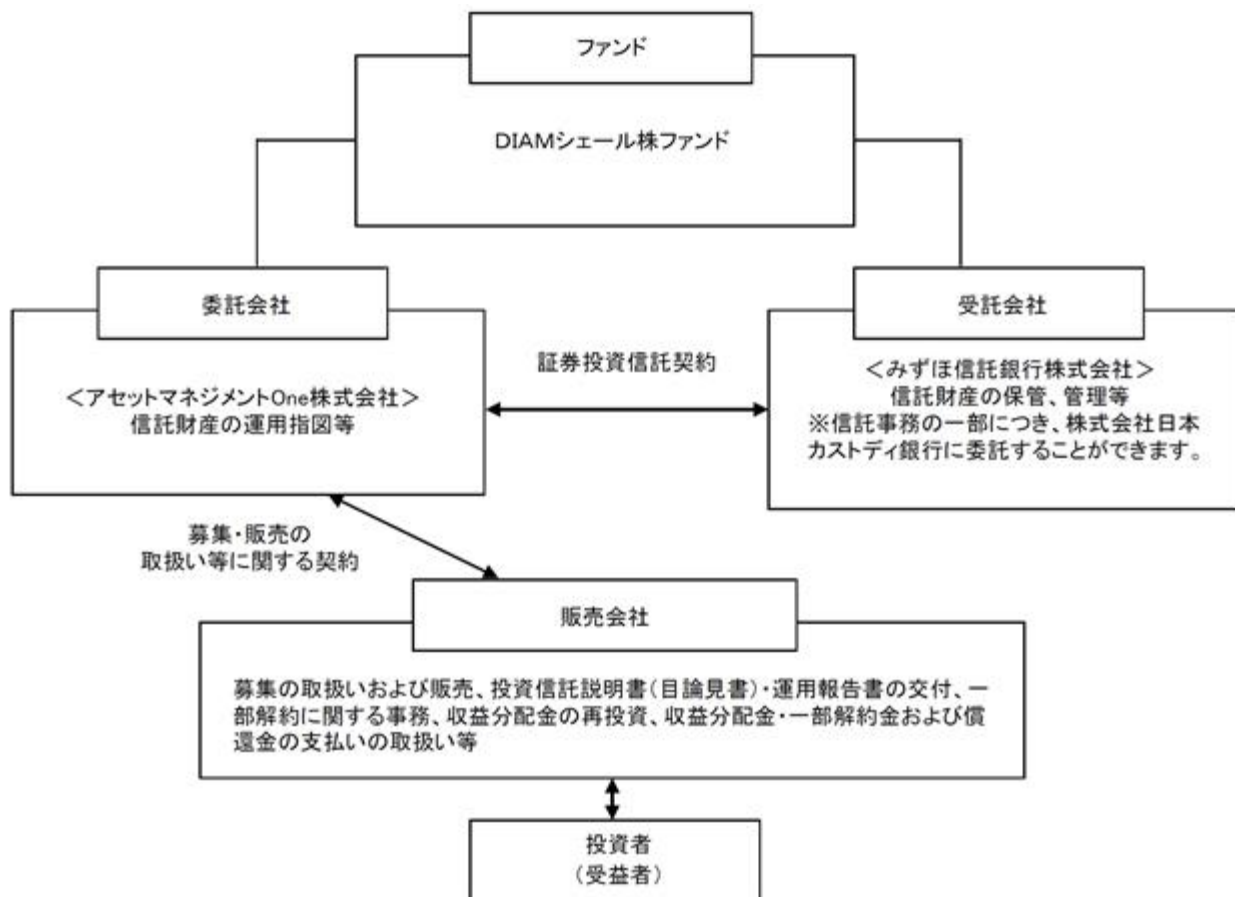 ファンド
DIAMシェール株ファンド
委託会社
<アセットマネジメントOne株式会社>
信託財産の運用指図等
証券投資信託契約
受託会社
<みずほ信託銀行株式会社>
信託財産の保管、管理等
※信託事務の一部につき、株式会社日本
カストディ銀行に委託することができます。
募集・販売の
取扱い等に関する契約
販売会社
募集の取扱いおよび販売、投資信託説明書(目論見書)・運用報告書の交付、一
部解約に関する事務、収益分配金の再投資、収益分配金・一部解約金および償
還金の支払いの取扱い等
投資者
(受益者)